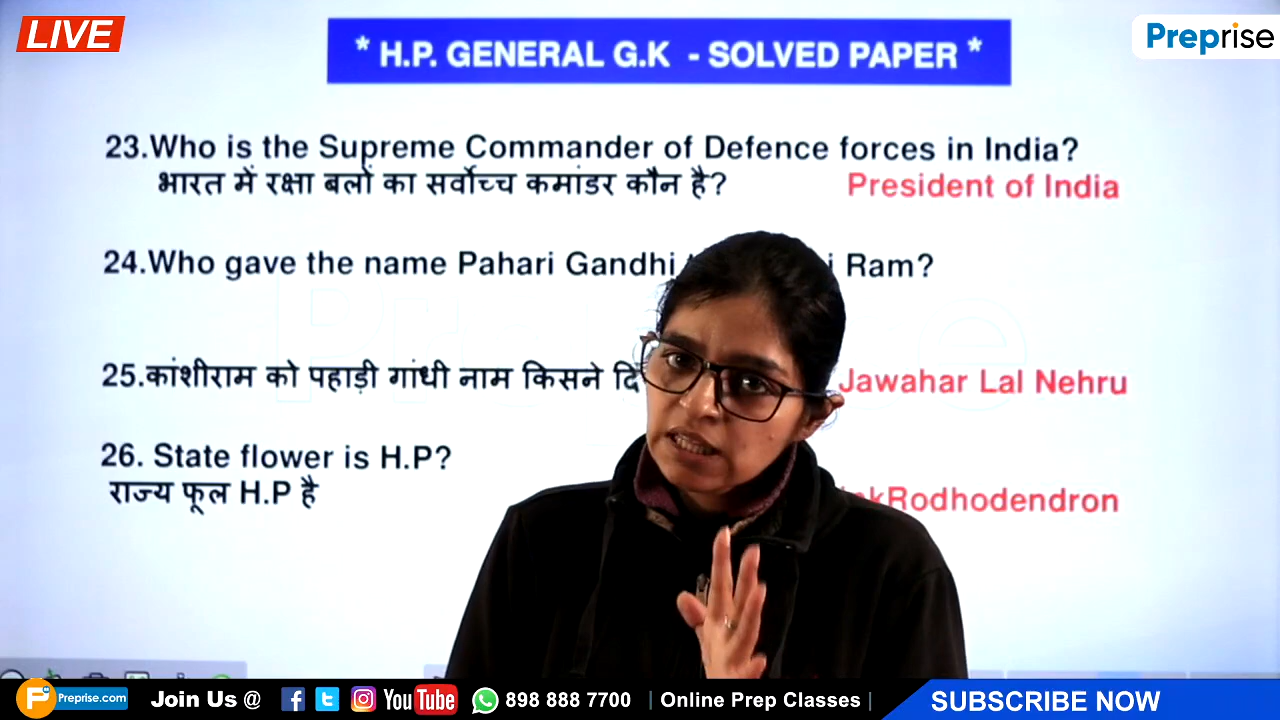 LIVE
* H.P. GENERAL G.K - SOLVED PAPER *
Preprise
23.Who is the Supreme Commander of Defence forces in India?
भारत में रक्षा बलों का सर्वोच्च कमांडर कौन है?
President of India
24.Who gave the name Pahari Gandhi Ram?
25.कांशीराम को पहाड़ी गांधी नाम किसने
Jawahar Lal Nehru
26. State flower is H.P?
राज्य फूल H.P है
Rodhodendron
Preprise.com
Join Us @
YouTube
898 888 7700
| Online Prep Classes |
SUBSCRIBE NOW